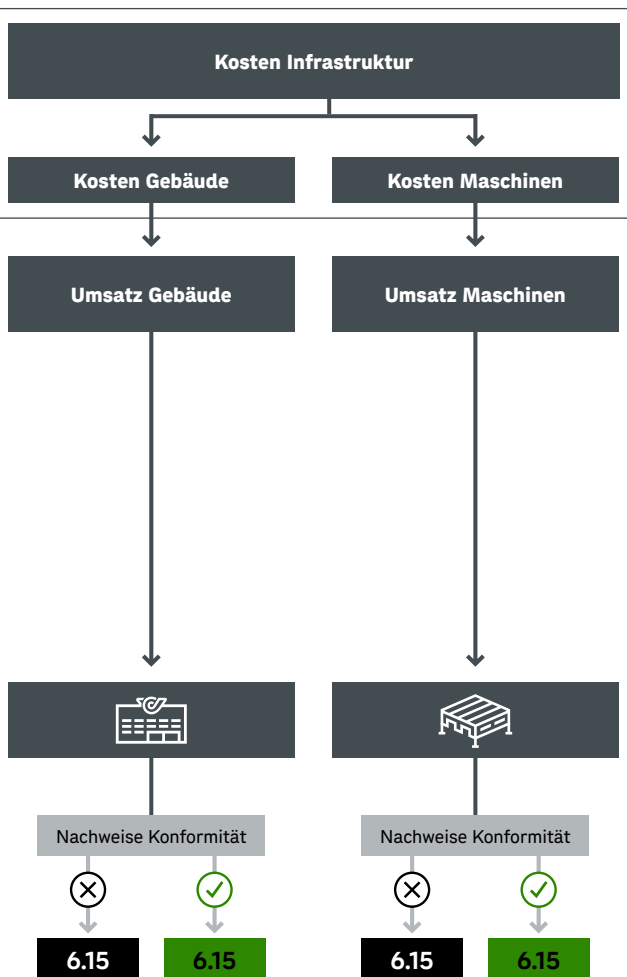 Kosten Infrastruktur
Kosten Gebäude
Kosten Maschinen
Umsatz Gebäude
Umsatz Maschinen
Nachweise Konformität
Nachweise Konformität
6.15
6.15
6.15
6.15